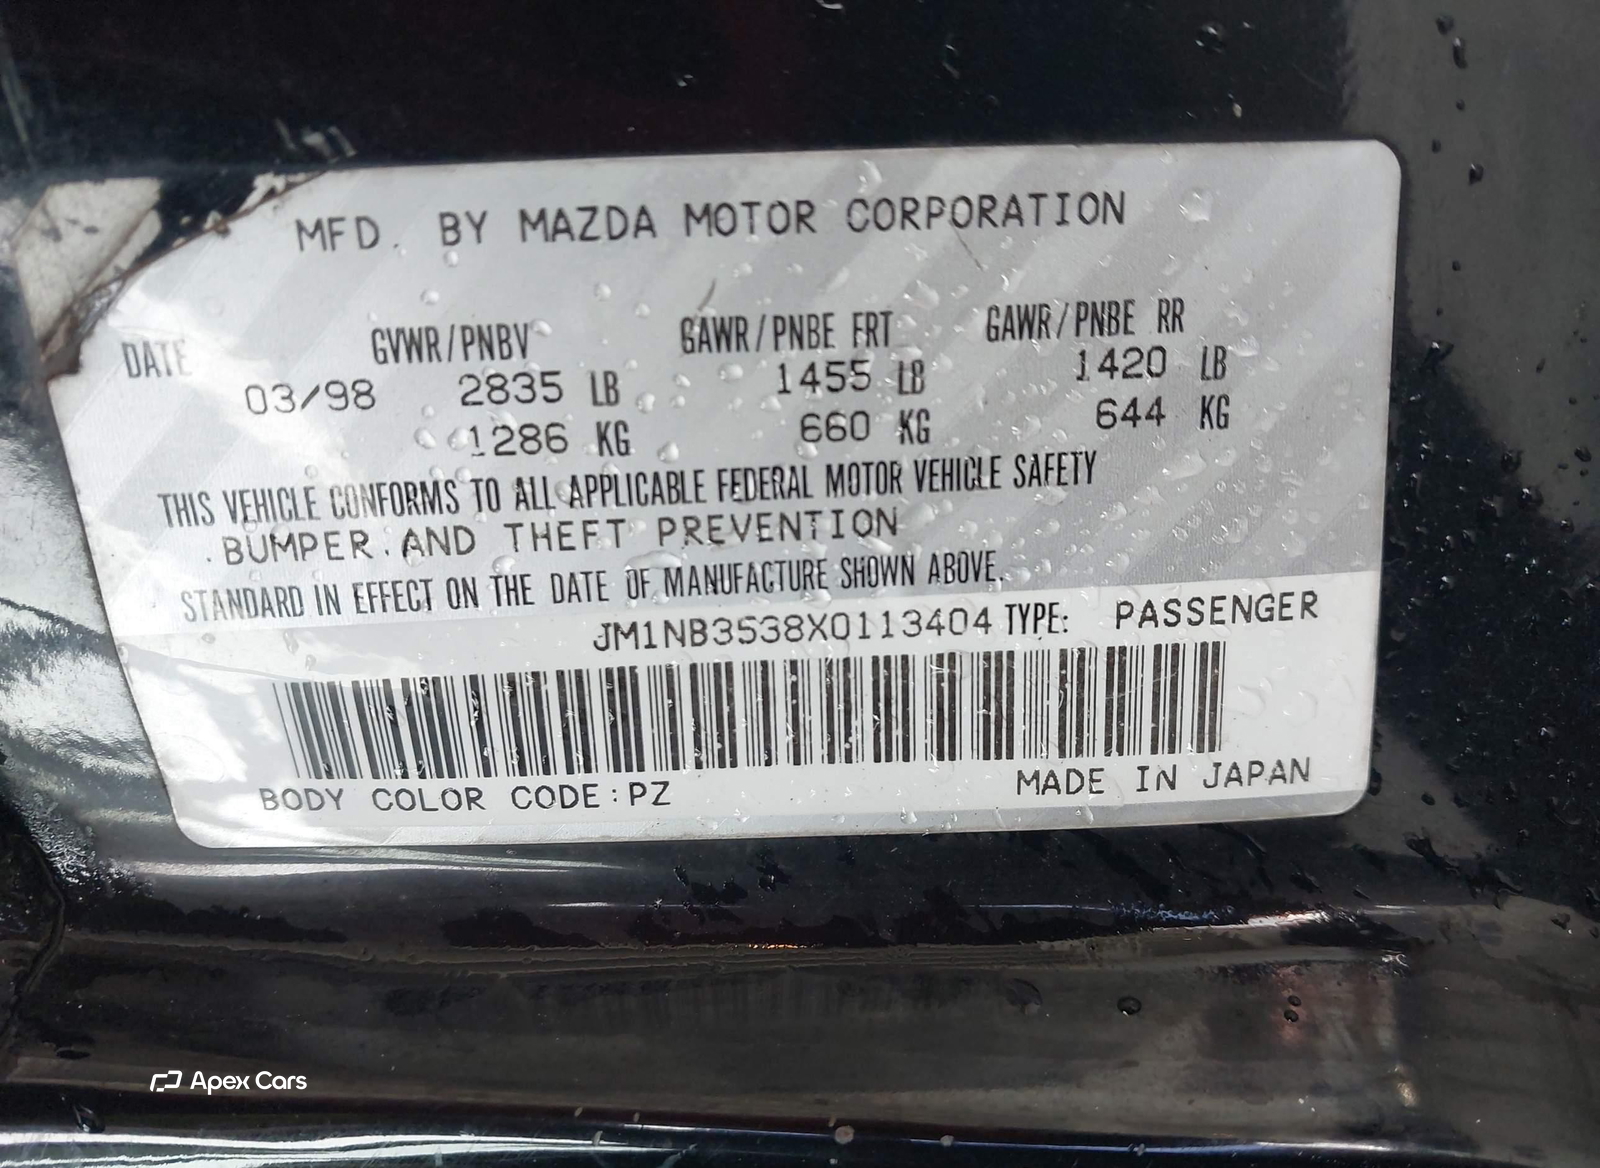 MFD. BY MAZDA MOTOR CORPORATION
DATE GVWR/PNBV GAWR/PNBE FRT GAWR/PNBE RR
03/98 2835 LB 1455 LB 1420 LB
1286 KG 660 KG 644 KG
THIS VEHICLE CONFORMS TO ALL APPLICABLE FEDERAL MOTOR VEHICLE SAFETY
BUMPER AND THEFT PREVENTION
STANDARD IN EFFECT ON THE DATE OF MANUFACTURE SHOWN ABOVE.
JM1NB3538X0113404 TYPE: PASSENGER
BODY COLOR CODE:PZ MADE IN JAPAN
Apex Cars